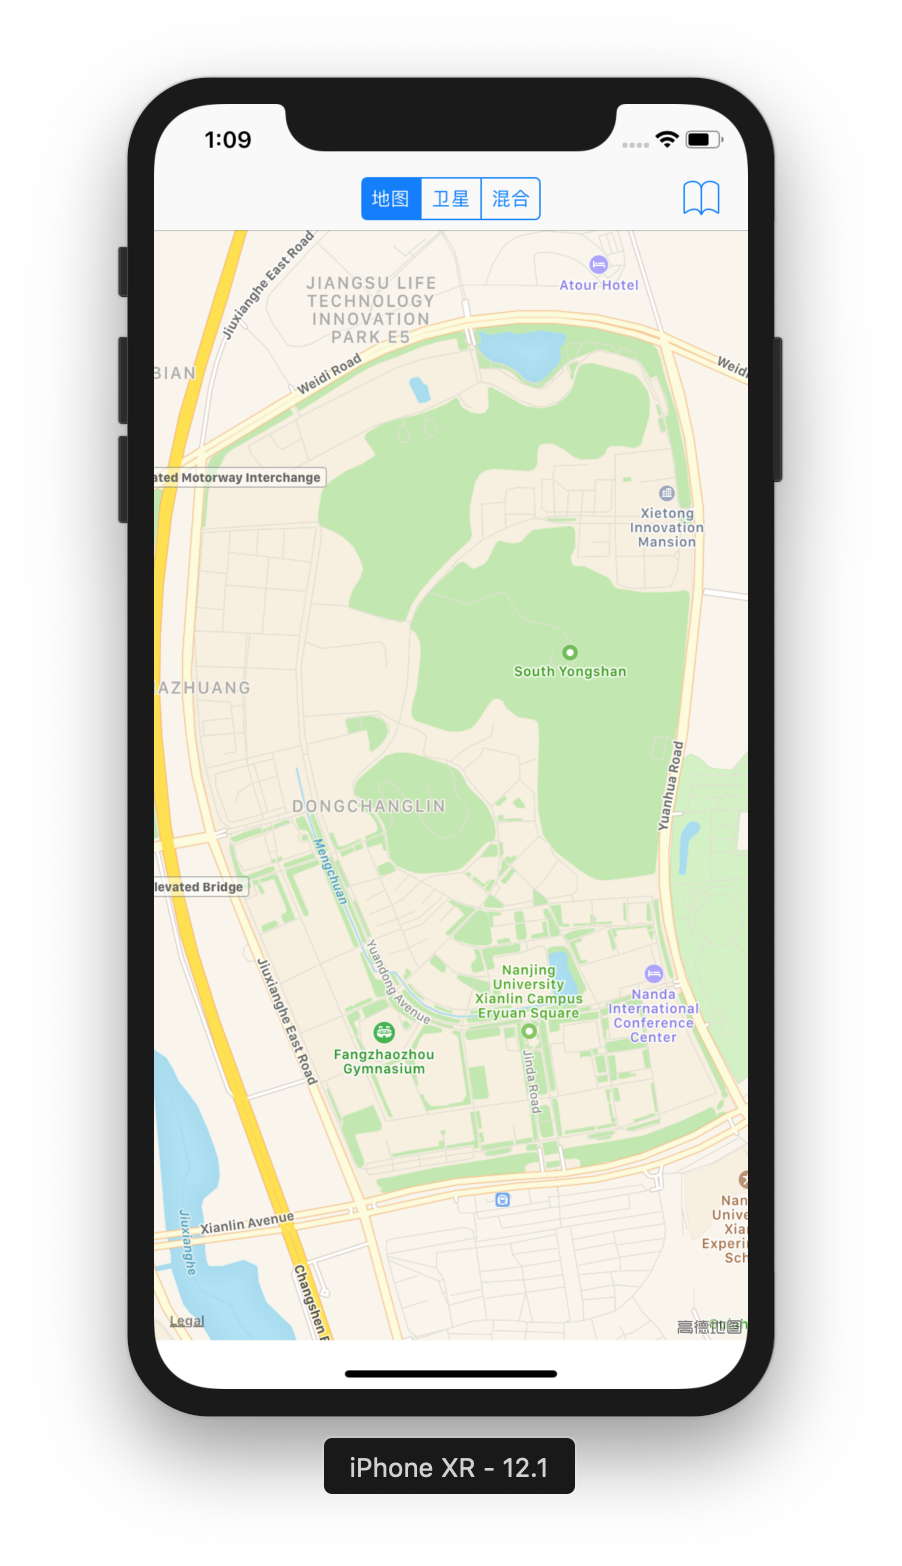 1:09
地图 卫星 混合
Jiuxianghe East Road
JIANGSU LIFE
TECHNOLOGY
INNOVATION
PARK E5
Atour Hotel
Weidi Road
Weidi
BIAN
ated Motorway Interchange
Xietong
Innovation
Mansion
South Yongshan
AZHUANG
Yuanhua Road
DONGCHANGLIN
Mengchuan
levated Bridge
Yuandong Avenue
Jiuxianghe East Road
Nanjing
University
Xianlin Campus
Eryuan Square
Nanda
International
Conference
Center
Fangzhaozhou
Gymnasium
Jinda Road
Xianlin Avenue
Jiuxianghe
Changshen
Nan
Unive
Xia
Experi
Sch
Legal
高德地图
iPhone XR - 12.1